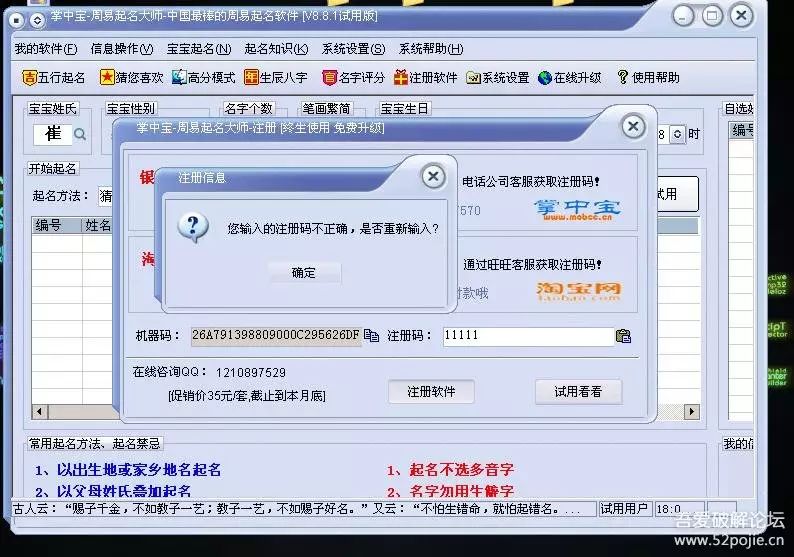 掌中宝-周易起名大师-中国最棒的周易起名软件 [V8.8.1试用版]
我的软件(F) 信息操作(V) 宝宝起名(N) 起名知识(K) 系统设置(S) 系统帮助(H)
吉 五行起名 猜您喜欢 高分模式 生辰八字 名字评分 注册软件 系统设置 在线升级 使用帮助
宝宝姓氏 宝宝性别 名字个数 笔画繁简 宝宝生日
崔
8 时
编号
掌中宝-周易起名大师-注册 [终生使用 免费升级]
开始起名
起名方法: 猜
试用
编号 姓名
银
电话公司客服获取注册码!
7570
掌中宝
www.mobcc.cn
淘
通过旺旺客服获取注册码!
付款哦
淘宝网
taobao.com
注册信息
您输入的注册码不正确，是否重新输入?
确定
机器码: 26A791398809000C295626DF 注册码: 11111
在线咨询QQ: 1210897529
[促销价35元/套,截止到本月底]
注册软件 试用看看
常用起名方法、起名禁忌
1、以出生地或家乡地名起名
2、以父母姓氏叠加起名
1、起名不选多音字
2、名字勿用生僻字
古人云: “赐子千金，不如教子一艺；教子一艺，不如赐子好名。” 又云: “不怕生错命，就怕起错名。...
试用用户 18:0
吾爱破解论坛
www.52pojie.cn